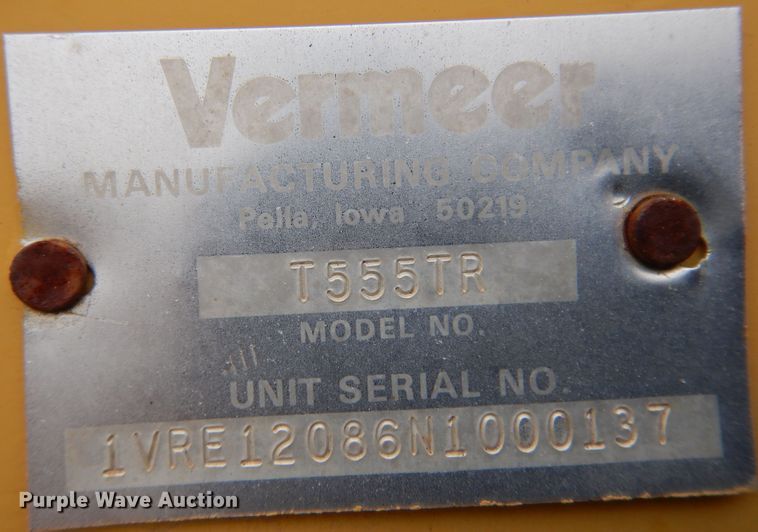 Vermeer
MANUFACTURING COMPANY
Pella, Iowa 50219
T555TR
MODEL NO.
UNIT SERIAL NO.
1VRE12086N1000137
Purple Wave Auction